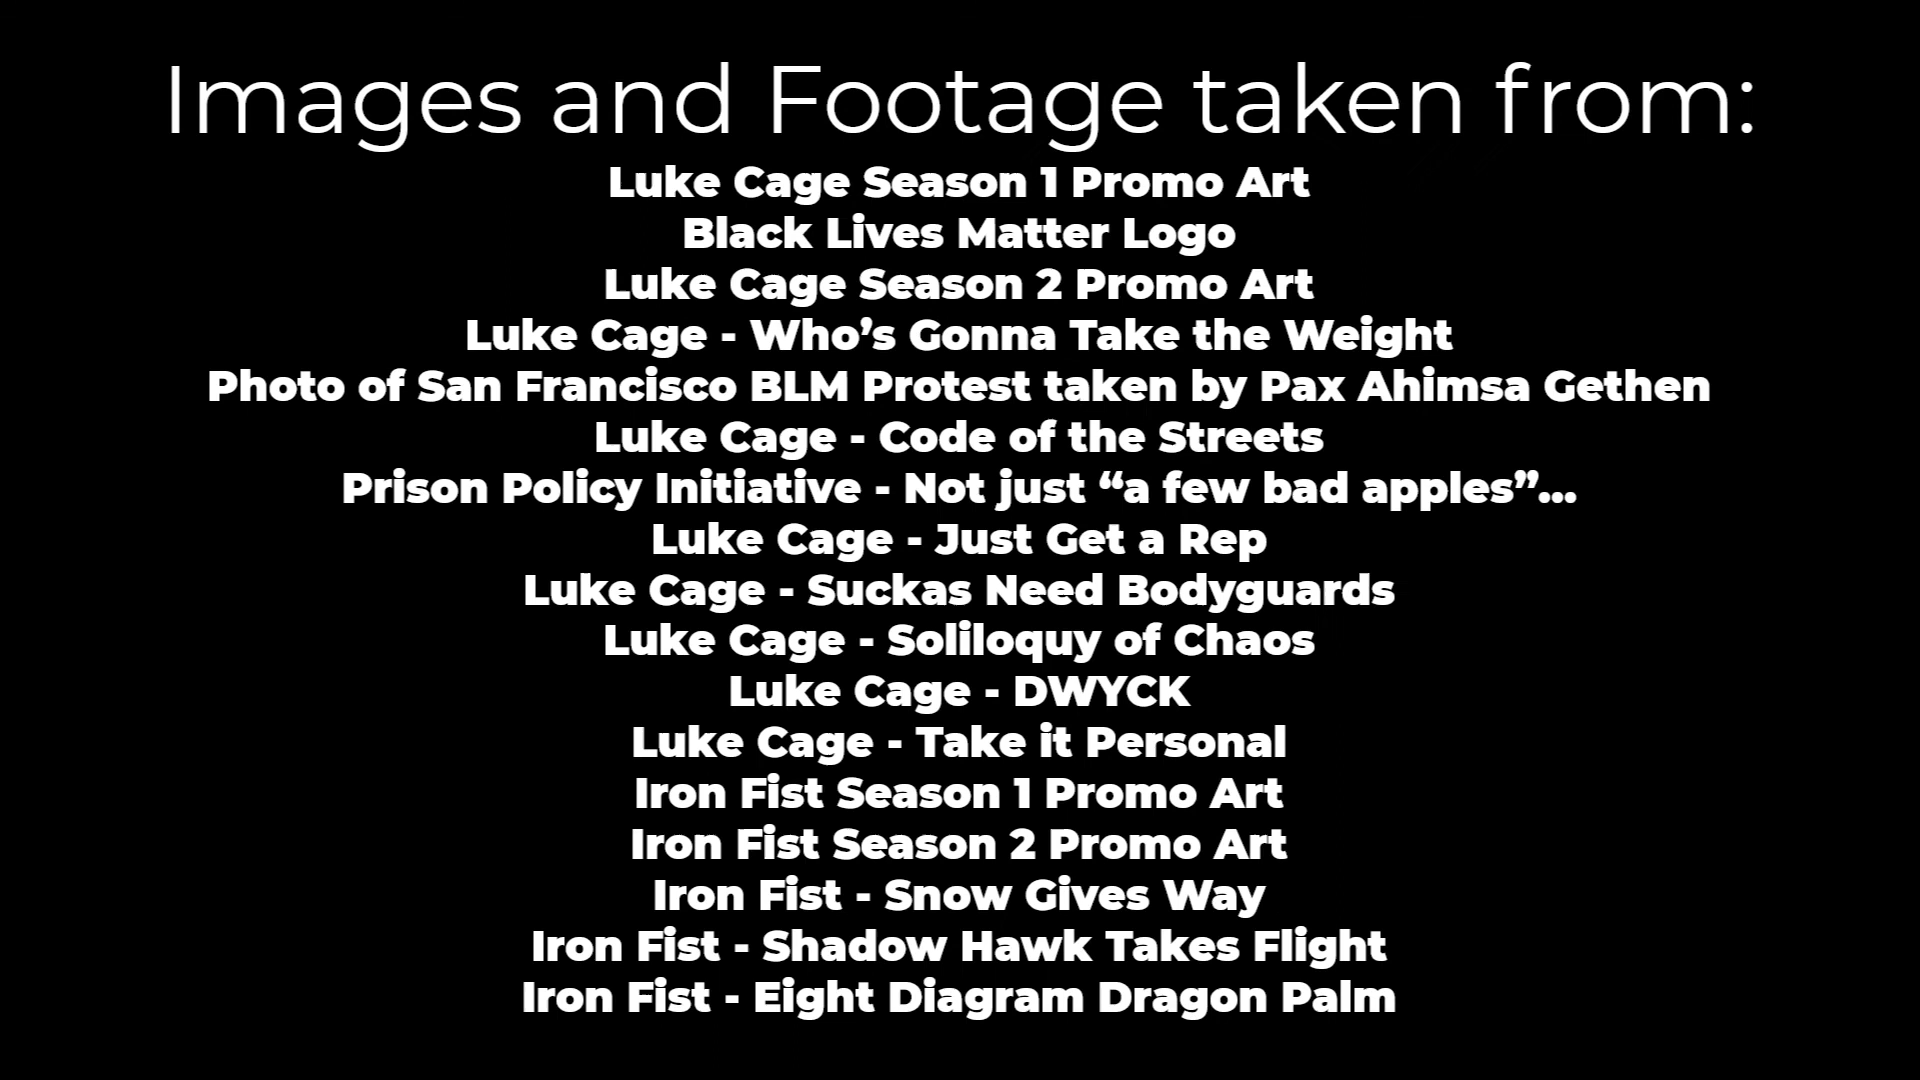 Images and Footage taken from:
Luke Cage Season 1 Promo Art
Black Lives Matter Logo
Luke Cage Season 2 Promo Art
Luke Cage - Who’s Gonna Take the Weight
Photo of San Francisco BLM Protest taken by Pax Ahimsa Gethen
Luke Cage - Code of the Streets
Prison Policy Initiative - Not just “a few bad apples”...
Luke Cage - Just Get a Rep
Luke Cage - Suckas Need Bodyguards
Luke Cage - Soliloquy of Chaos
Luke Cage - DWYCK
Luke Cage - Take it Personal
Iron Fist Season 1 Promo Art
Iron Fist Season 2 Promo Art
Iron Fist - Snow Gives Way
Iron Fist - Shadow Hawk Takes Flight
Iron Fist - Eight Diagram Dragon Palm